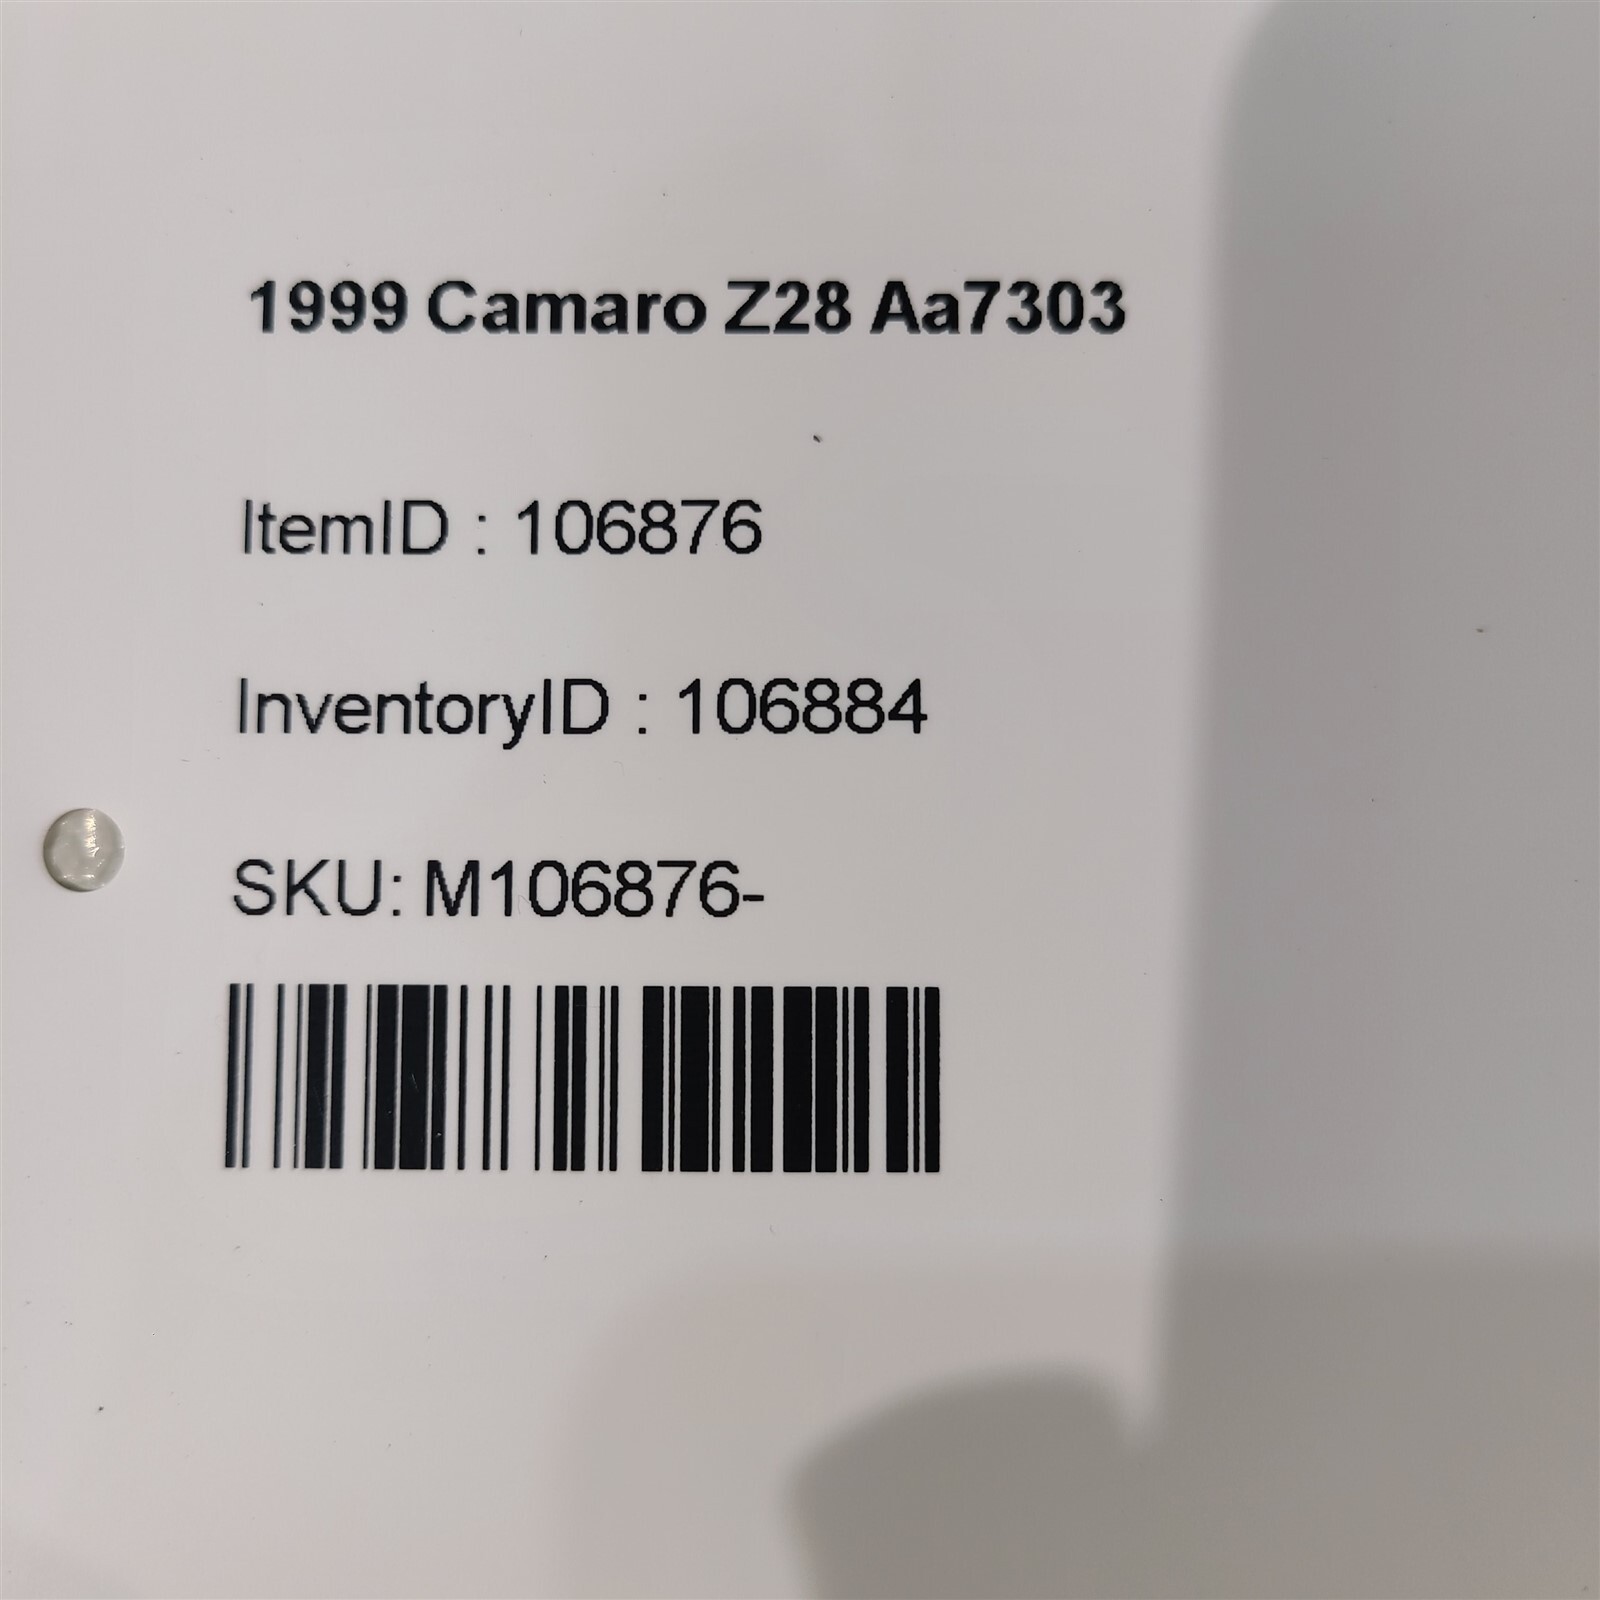 1999 Camaro Z28 Aa7303
ItemID : 106876
InventoryID : 106884
SKU: M106876-